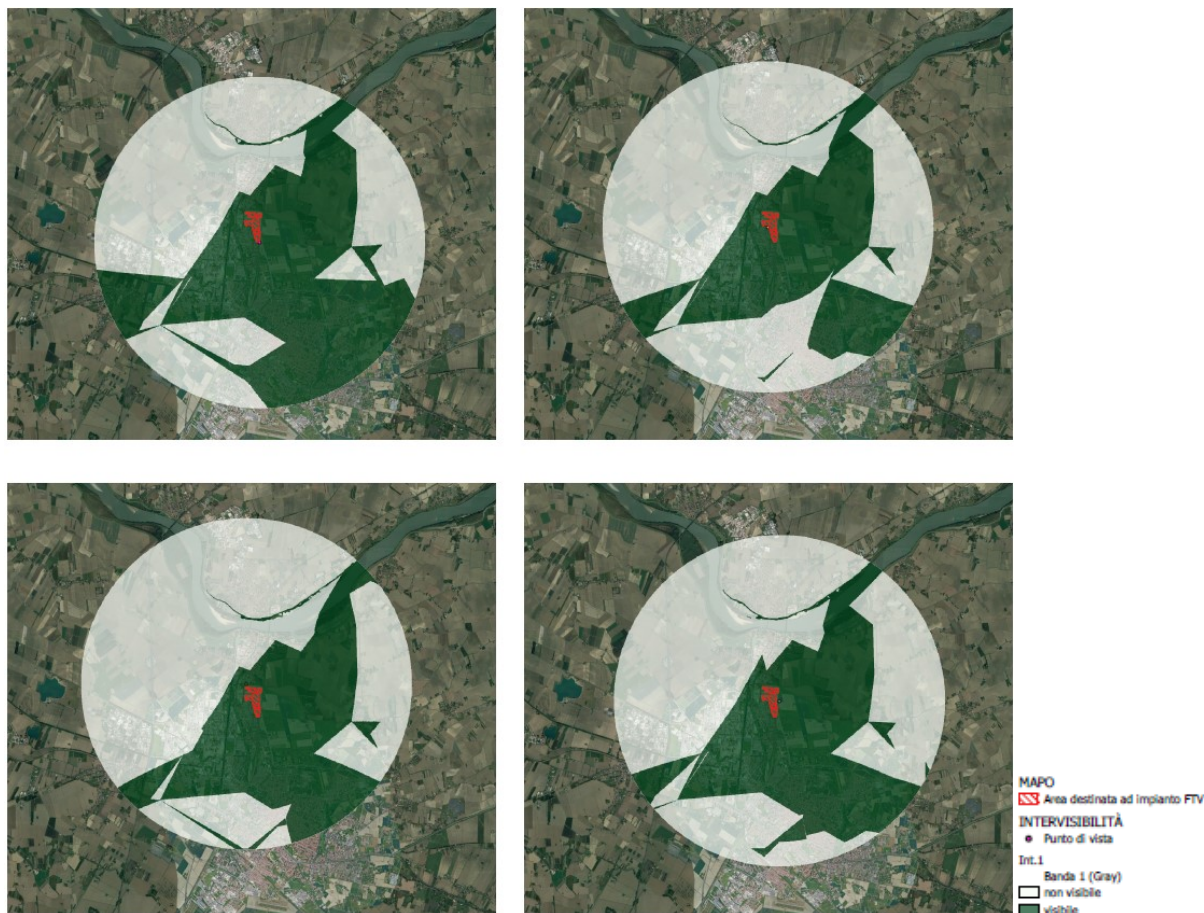 MAPO
Area destinata ad impianto FTV
INTERVISIBILITÀ
Punto di vista
Int.1
Banda 1 (Gray)
non visibile
visibile